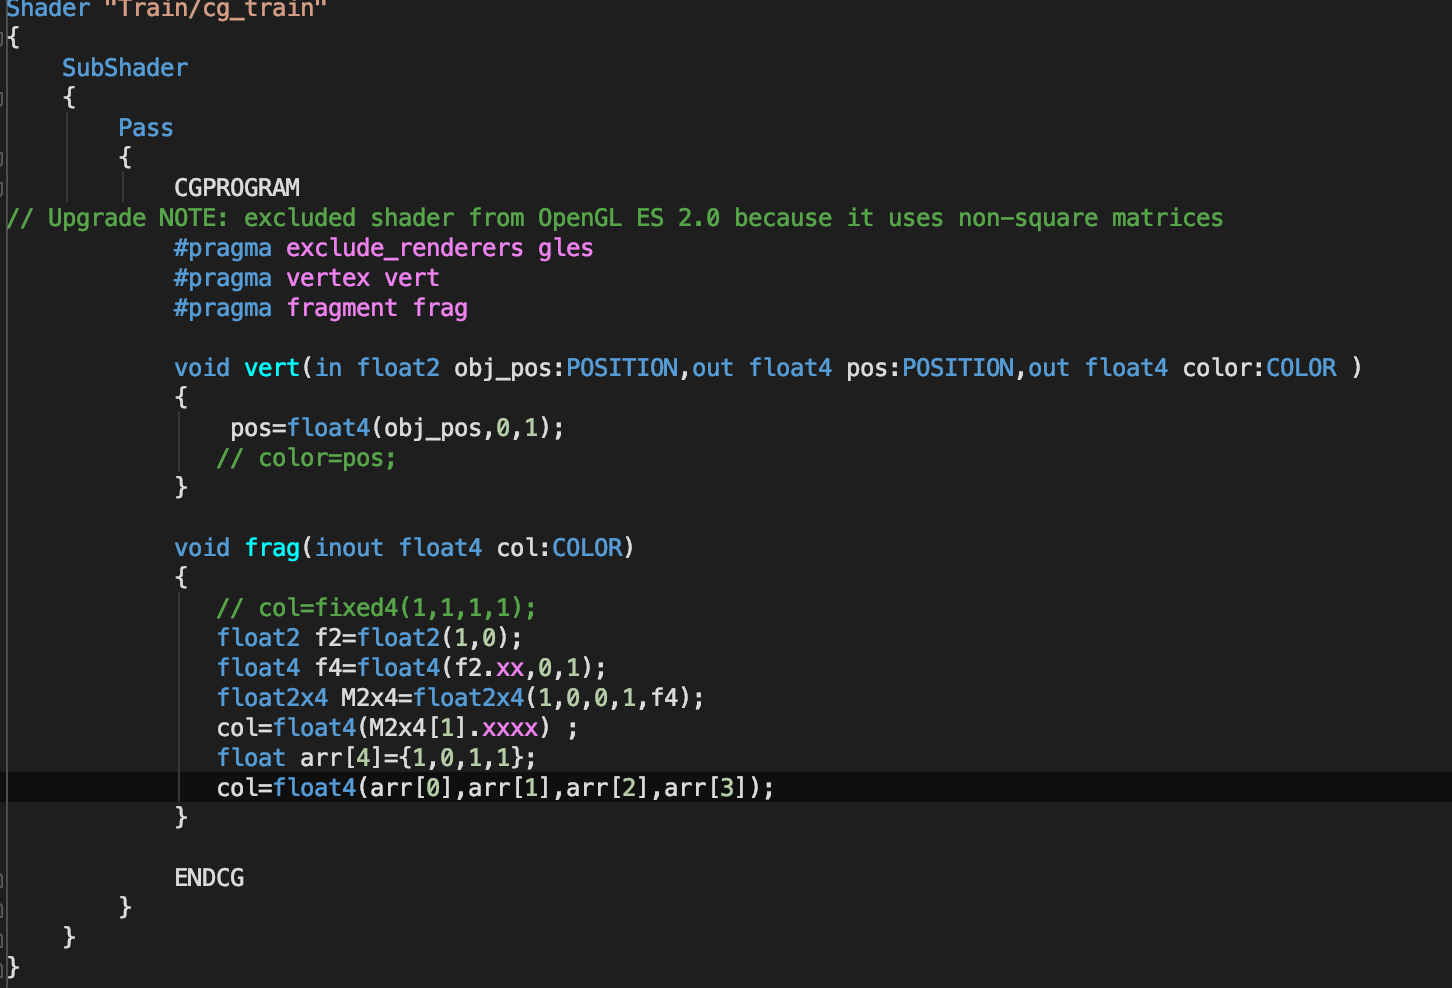 Shader "Train/cg_train"
{
    SubShader
    {
        Pass
        {
            CGPROGRAM
// Upgrade NOTE: excluded shader from OpenGL ES 2.0 because it uses non-square matrices
            #pragma exclude_renderers gles
            #pragma vertex vert
            #pragma fragment frag

            void vert(in float2 obj_pos:POSITION,out float4 pos:POSITION,out float4 color:COLOR )
            {
                pos=float4(obj_pos,0,1);
               // color=pos;
            }

            void frag(inout float4 col:COLOR)
            {
               // col=fixed4(1,1,1,1);
               float2 f2=float2(1,0);
               float4 f4=float4(f2.xx,0,1);
               float2x4 M2x4=float2x4(1,0,0,1,f4);
               col=float4(M2x4[1].xxxx) ;
               float arr[4]={1,0,1,1};
               col=float4(arr[0],arr[1],arr[2],arr[3]);
            }

            ENDCG
        }
    }
}